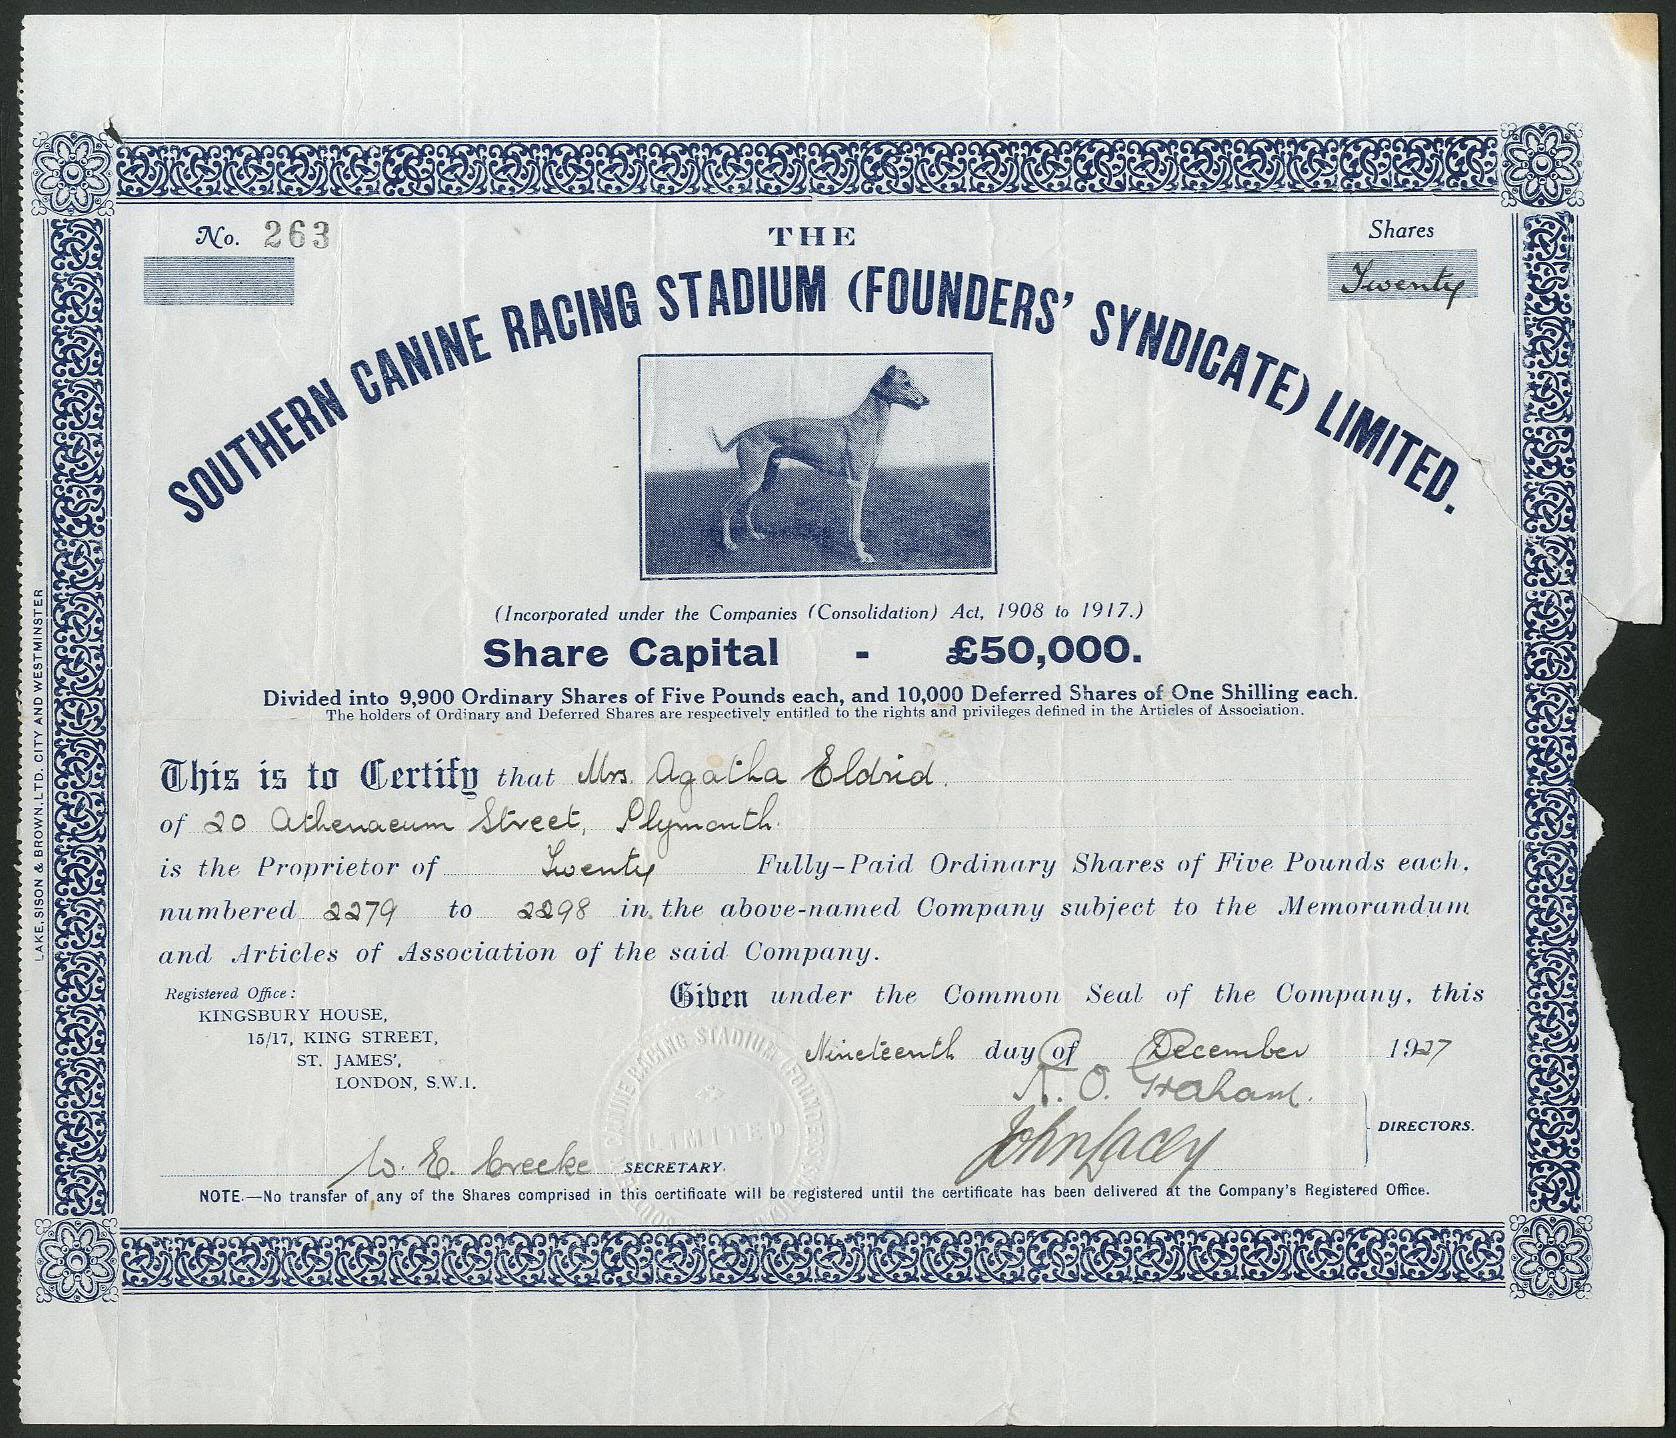 No. 263
THE
Shares
Twenty
SOUTHERN CANINE RACING STADIUM (FOUNDERS' SYNDICATE) LIMITED.
(Incorporated under the Companies (Consolidation) Act, 1908 to 1917.)
Share Capital - £50,000.
Divided into 9,900 Ordinary Shares of Five Pounds each, and 10,000 Deferred Shares of One Shilling each.
The holders of Ordinary and Deferred Shares are respectively entitled to the rights and privileges defined in the Articles of Association.
This is to Certify that Mrs. Agatha Eldrid.
of 20 Athenaeum Street, Plymouth.
is the Proprietor of Twenty Fully-Paid Ordinary Shares of Five Pounds each,
numbered 2279 to 2298 in the above-named Company subject to the Memorandum
and Articles of Association of the said Company.
Registered Office:
KINGSBURY HOUSE,
15/17, KING STREET,
ST. JAMES',
LONDON, S.W.1.
Given under the Common Seal of the Company, this
Nineteenth day of December 1927
R. O. Graham.
John Lacey
DIRECTORS.
W. E. Creeke SECRETARY.
CANINE RACING STADIUM (FOUNDERS'
LIMITED
NOTE.—No transfer of any of the Shares comprised in this certificate will be registered until the certificate has been delivered at the Company's Registered Office.
LAKE, SISON & BROWN. LTD. CITY AND WESTMINSTER